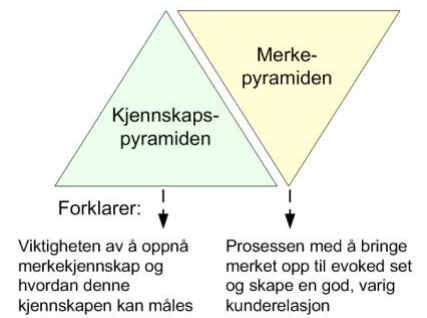 Merke-
pyramiden
Kjennskaps-
pyramiden
Forklarer:
Viktigheten av å oppnå
merkekjennskap og
hvordan denne
kjennskapen kan måles
Prosessen med å bringe
merket opp til evoked set
og skape en god, varig
kunderelasjon